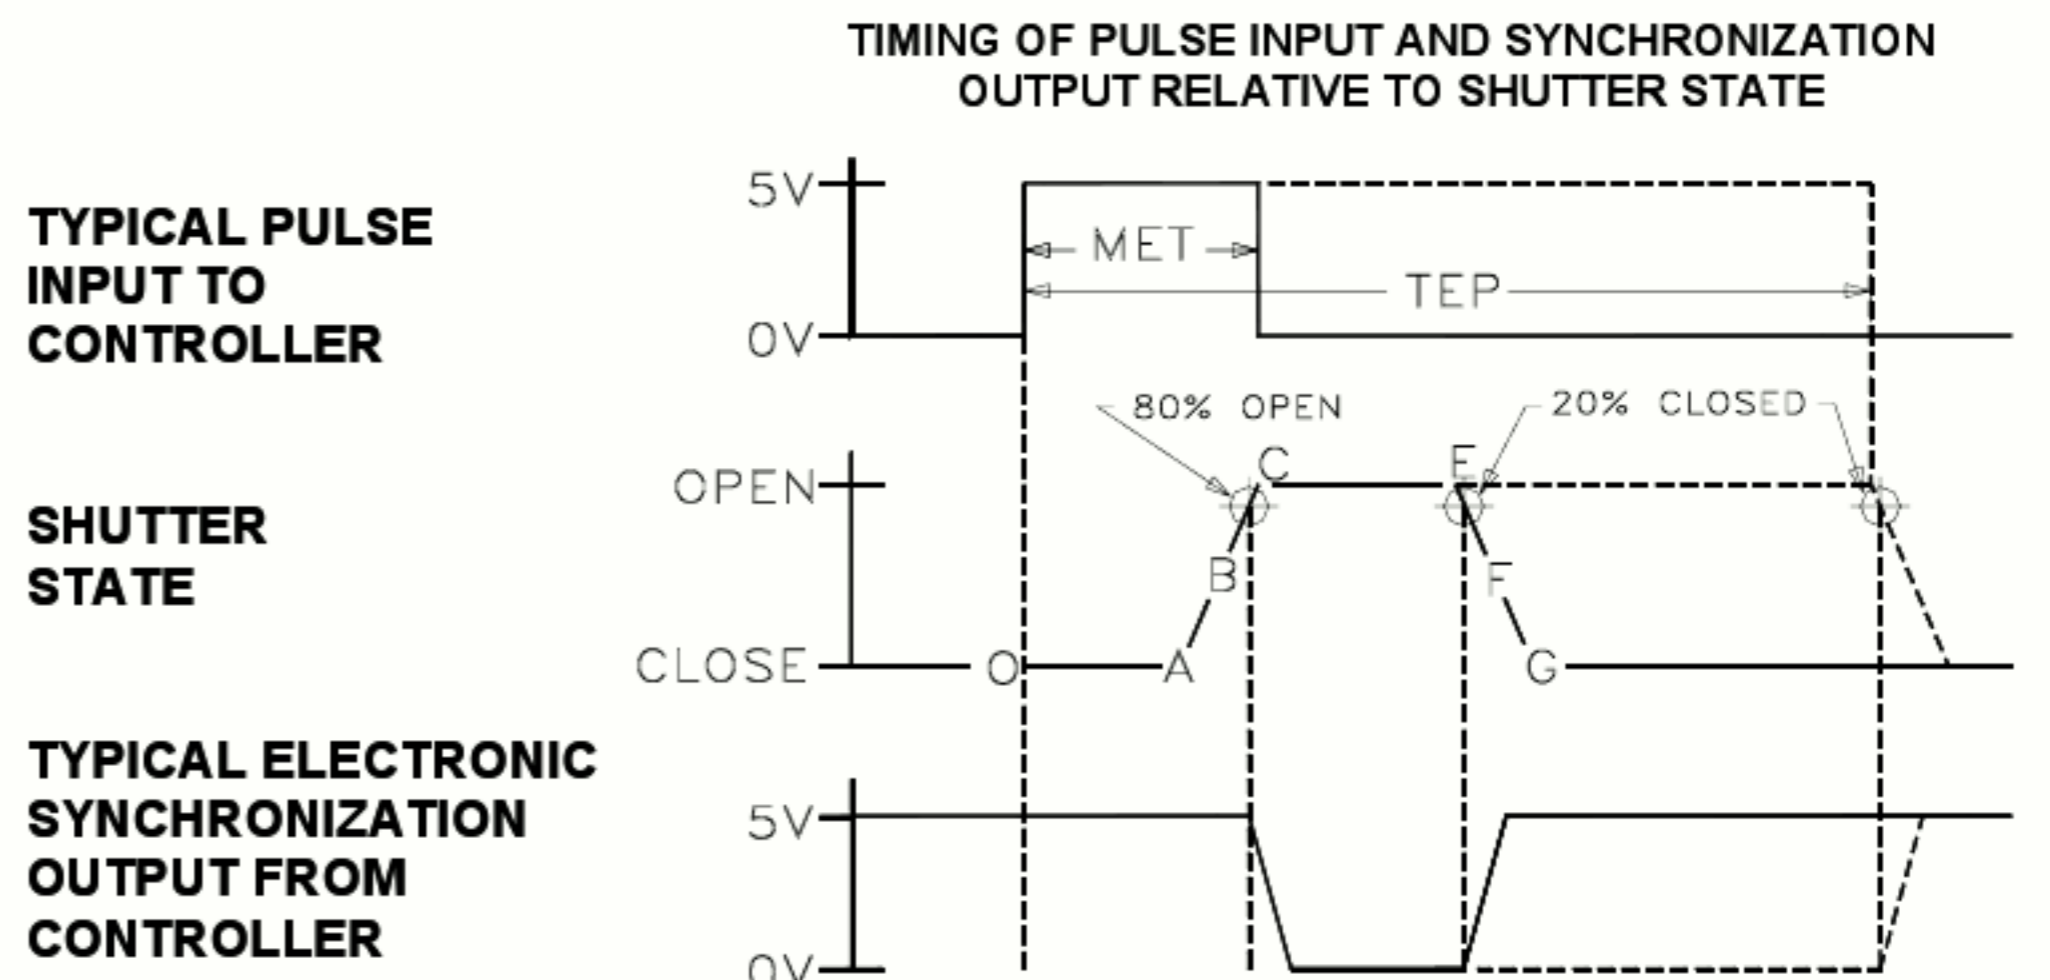 TIMING OF PULSE INPUT AND SYNCHRONIZATION
OUTPUT RELATIVE TO SHUTTER STATE
TYPICAL PULSE
INPUT TO
CONTROLLER
5V
MET
TEP
0V
80% OPEN
20% CLOSED
SHUTTER
STATE
OPEN
C
E
B
F
CLOSE
O
A
G
TYPICAL ELECTRONIC
SYNCHRONIZATION
OUTPUT FROM
CONTROLLER
5V
0V